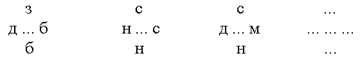 з с с ...
д ... б н ... с д ... м ... ... ...
б н н ...